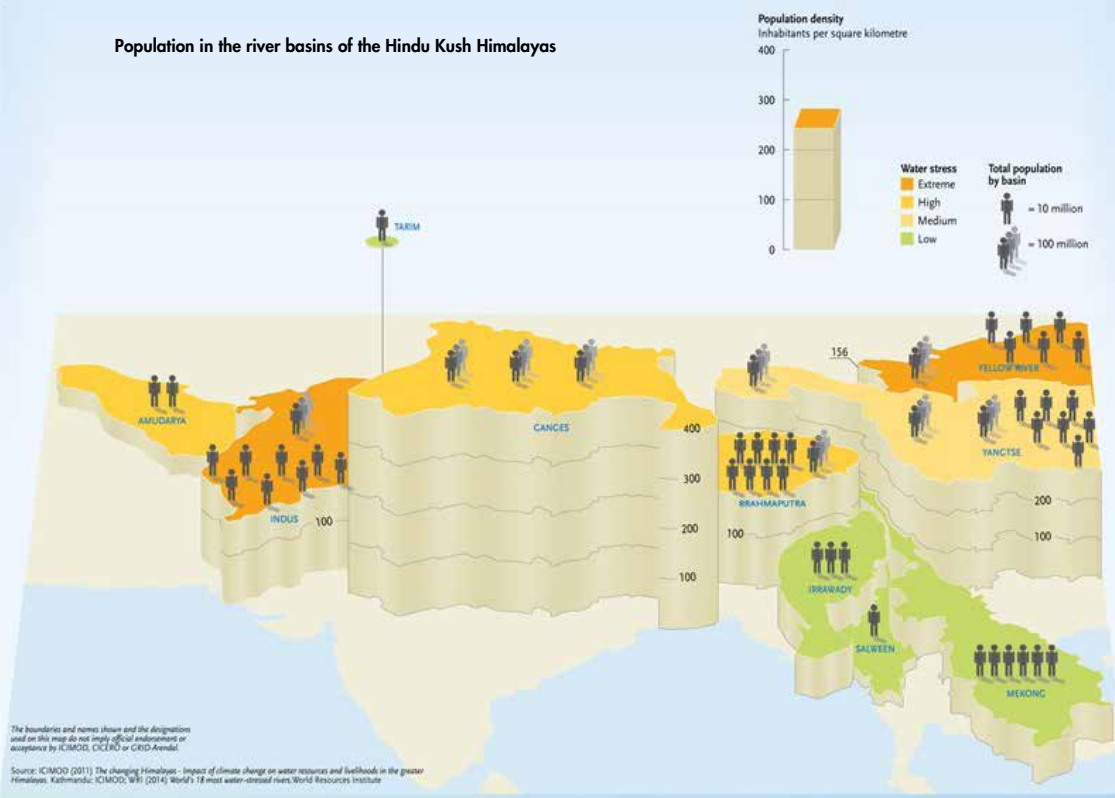 Population in the river basins of the Hindu Kush Himalayas
Population density
Inhabitants per square kilometre
400
300
200
100
0
Water stress
Extreme
High
Medium
Low
Total population
by basin
= 10 million
= 100 million
TARIM
156
YELLOW RIVER
AMUDARYA
GANGES
400
YANGTSE
300
BRAHMAPUTRA
200
INDUS
100
200
100
100
100
IRRAWADY
SALWEEN
MEKONG
The boundaries and names shown and the designations
used on this map do not imply official endorsement or
acceptance by ICIMOD, CICERO or GRID-Arendal.
Source: ICIMOD (2011) The changing Himalayas - Impact of climate change on water resources and livelihoods in the greater
Himalayas. Kathmandu: ICIMOD; WRI (2014) World's 18 most water-stressed rivers. World Resources Institute